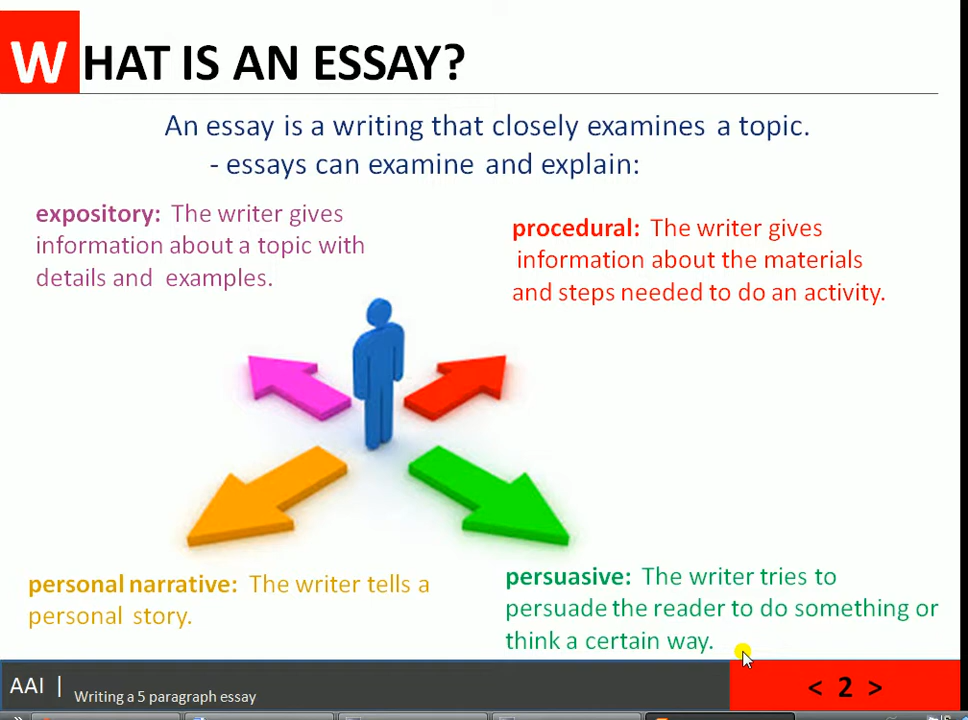 WHAT IS AN ESSAY?
An essay is a writing that closely examines a topic.
- essays can examine and explain:
expository: The writer gives
information about a topic with
details and examples.
procedural: The writer gives
information about the materials
and steps needed to do an activity.
personal narrative: The writer tells a
personal story.
persuasive: The writer tries to
persuade the reader to do something or
think a certain way.
AAI |
Writing a 5 paragraph essay
< 2 >